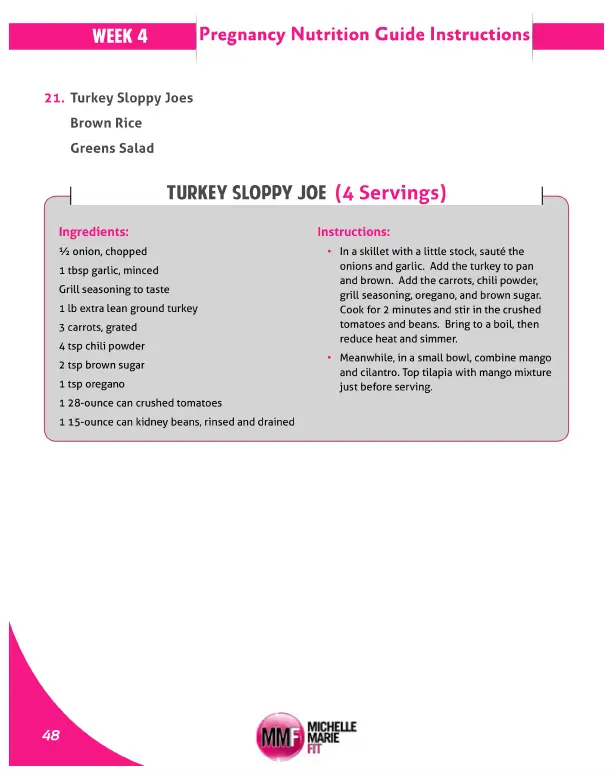 WEEK 4
Pregnancy Nutrition Guide Instructions
21. Turkey Sloppy Joes
Brown Rice
Greens Salad
TURKEY SLOPPY JOE (4 Servings)
Ingredients:
½ onion, chopped
1 tbsp garlic, minced
Grill seasoning to taste
1 lb extra lean ground turkey
3 carrots, grated
4 tsp chili powder
2 tsp brown sugar
1 tsp oregano
1 28-ounce can crushed tomatoes
1 15-ounce can kidney beans, rinsed and drained
Instructions:
• In a skillet with a little stock, sauté the
onions and garlic. Add the turkey to pan
and brown. Add the carrots, chili powder,
grill seasoning, oregano, and brown sugar.
Cook for 2 minutes and stir in the crushed
tomatoes and beans. Bring to a boil, then
reduce heat and simmer.
• Meanwhile, in a small bowl, combine mango
and cilantro. Top tilapia with mango mixture
just before serving.
48
MMF
MICHELLE
MARIE
FIT